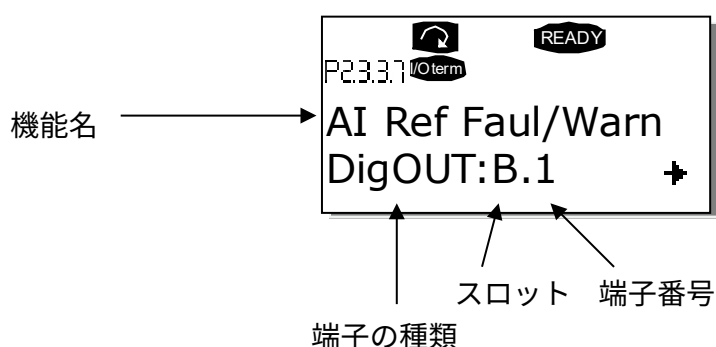 READY
P2.3.3.7 I/O term
機能名
AI Ref Faul/Warn
DigOUT:B.1
スロット 端子番号
端子の種類